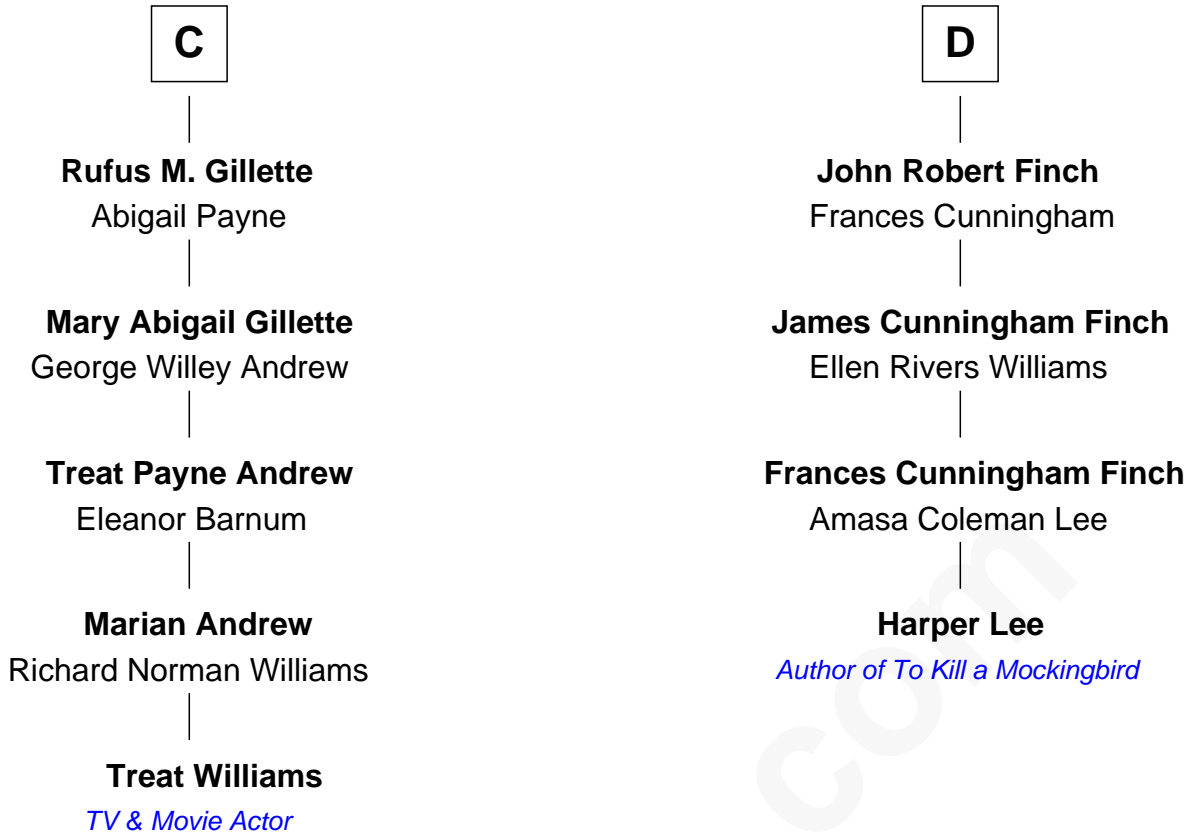 C
Rufus M. Gillette
Abigail Payne
Mary Abigail Gillette
George Willey Andrew
Treat Payne Andrew
Eleanor Barnum
Marian Andrew
Richard Norman Williams
Treat Williams
TV & Movie Actor
D
John Robert Finch
Frances Cunningham
James Cunningham Finch
Ellen Rivers Williams
Frances Cunningham Finch
Amasa Coleman Lee
Harper Lee
Author of To Kill a Mockingbird
com